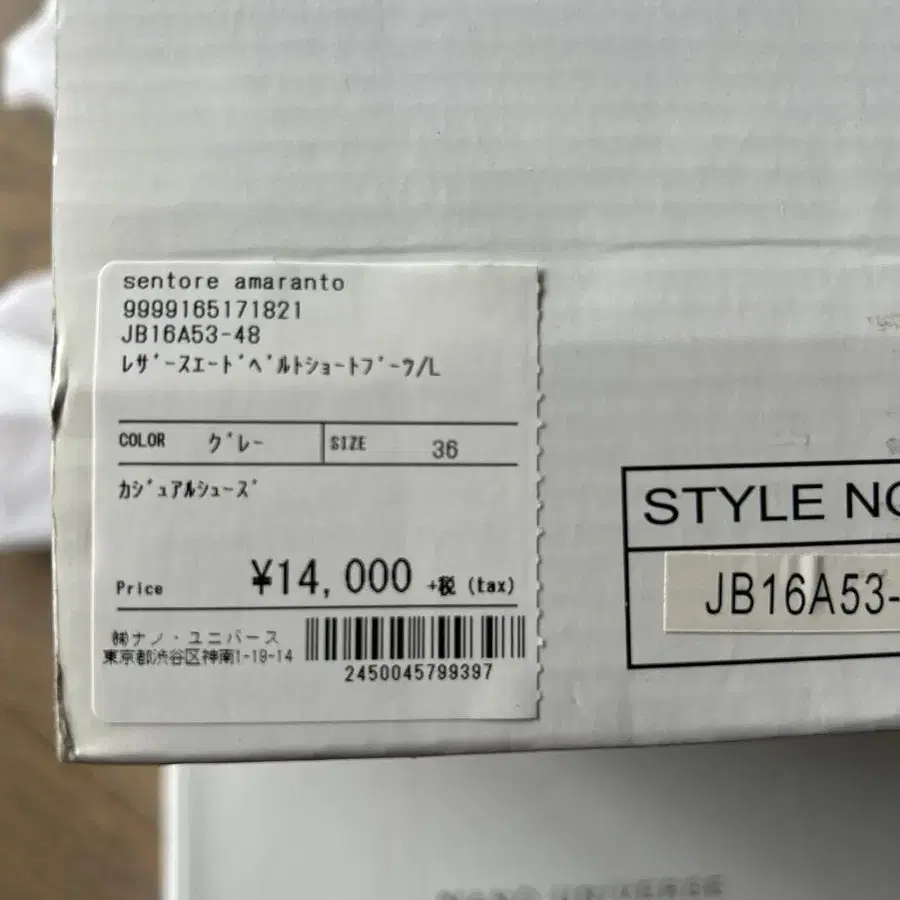 sentore amaranto
9999165171821
JB16A53-48
ﾚｻﾞｰｽｴｰﾄﾞﾍﾞﾙﾄｼｮｰﾄﾌﾞｰﾂ/L
COLOR ｸﾞﾚｰ SIZE 36
ｶｼﾞｭｱﾙｼｭｰｽﾞ
Price ¥14,000 +税 (tax)
㈱ナノ・ユニバース
東京都渋谷区神南1-19-14
2450045799397
STYLE NO
JB16A53-
NANO UNIVERSE